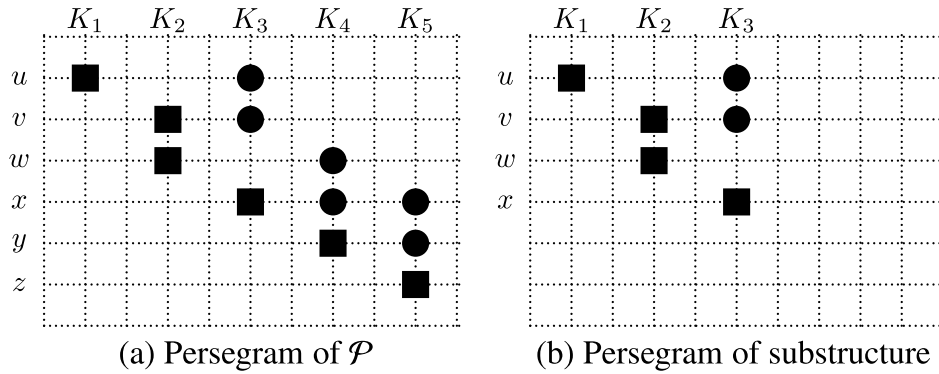 K₁ K₂ K₃ K₄ K₅ K₁ K₂ K₃
u u
v v
w w
x x
y
z
(a) Persegram of 𝒫 (b) Persegram of substructure